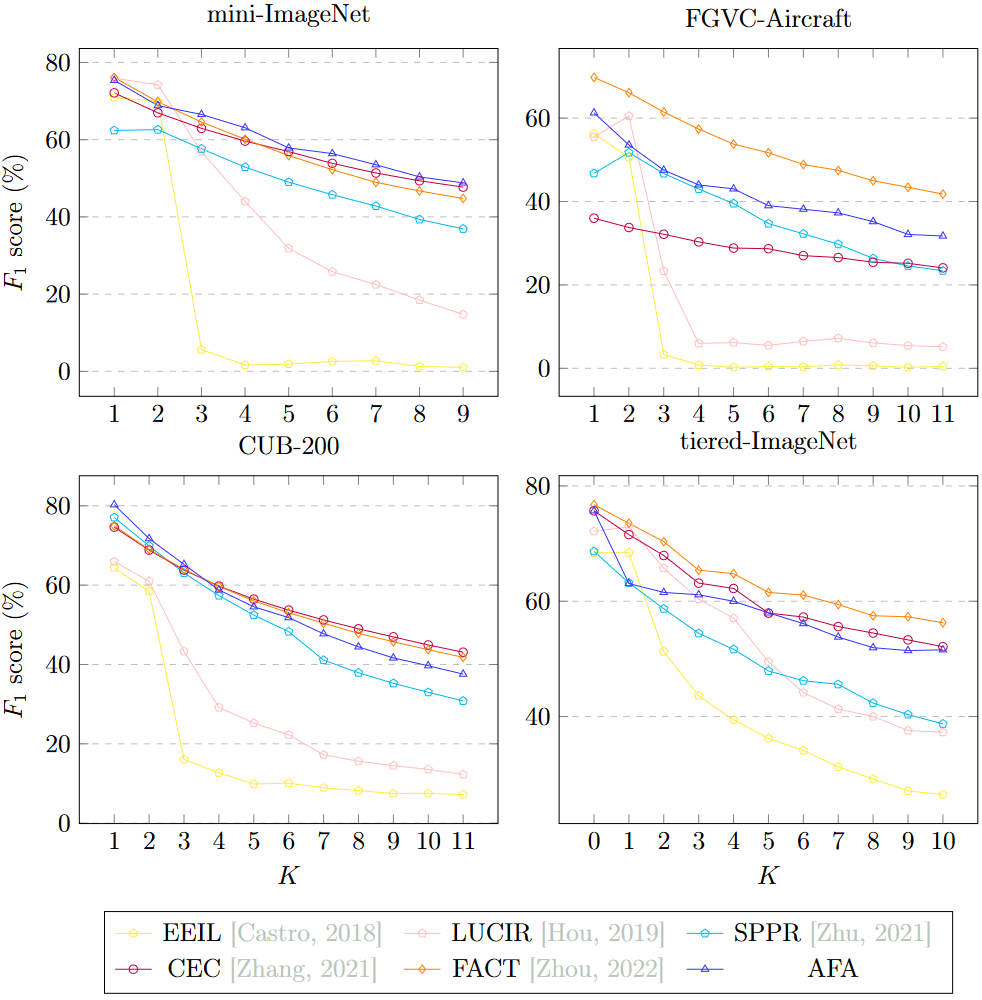 mini-ImageNet
FGVC-Aircraft
F1 score (%)
80
60
40
20
0
1 2 3 4 5 6 7 8 9
60
40
20
0
1 2 3 4 5 6 7 8 9 10 11
CUB-200
tiered-ImageNet
F1 score (%)
80
60
40
20
0
1 2 3 4 5 6 7 8 9 10 11
K
80
60
40
0 1 2 3 4 5 6 7 8 9 10
K
EEIL [Castro, 2018] LUCIR [Hou, 2019] SPPR [Zhu, 2021]
CEC [Zhang, 2021] FACT [Zhou, 2022] AFA